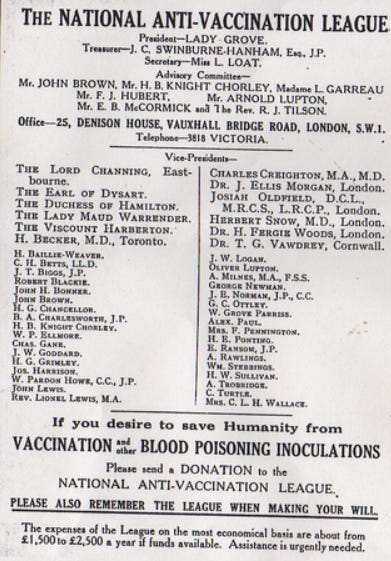 THE NATIONAL ANTI-VACCINATION LEAGUE
President—LADY GROVE.
Treasurer—J. C. SWINBURNE-HANHAM, Esq., J.P.
Secretary—Miss L. LOAT.
Advisory Committee—
Mr. JOHN BROWN, Mr. H. B. KNIGHT CHORLEY, Madame L. GARREAU
Mr. F. J. HUBERT, Mr. ARNOLD LUPTON,
Mr. E. B. McCORMICK and The Rev. R. J. TILSON.
Office—25, DENISON HOUSE, VAUXHALL BRIDGE ROAD, LONDON, S.W.1.
Telephone—3818 VICTORIA.
Vice-Presidents—
THE LORD CHANNING, East-
bourne.
THE EARL OF DYSART.
THE DUCHESS OF HAMILTON.
THE LADY MAUD WARRENDER.
THE VISCOUNT HARBERTON.
H. BECKER, M.D., Toronto.
H. BAILLIE-WEAVER.
C. H. BETTS, LL.D.
J. T. BIGGS, J.P.
ROBERT BLACKIE.
JOHN H. BONNER.
JOHN BROWN.
H. G. CHANCELLOR.
B. A. CHARLESWORTH, J.P.
H. B. KNIGHT CHORLEY.
W. P. ELLMORE.
CHAS. GANE.
J. W. GODDARD.
H. G. GRIMLEY.
JOS. HARRISON.
W. PARDON HOWE, C.C., J.P.
JOHN LEWIS.
REV. LIONEL LEWIS, M.A.
CHARLES CREIGHTON, M.A., M.D.
DR. J. ELLIS MORGAN, London.
JOSIAH OLDFIELD, D.C.L.,
M.R.C.S., L.R.C.P., London.
HERBERT SNOW, M.D., London.
DR. H. FERGIE WOODS, London.
DR. T. G. VAWDREY, Cornwall.
J. W. LOGAN.
OLIVER LUPTON.
A. MILNES, M.A., F.S.S.
GEORGE NEWMAN.
J. E. NORMAN, J.P., C.C.
G. C. OTTLEY.
W. GROVE PARRISS.
ALEX. PAUL.
MRS. F. PENNINGTON.
H. E. PONTING.
E. RANSOM, J.P.
A. RAWLINGS.
WM. STEBBINGS.
H. W. SULLIVAN.
A. TROBRIDGE.
C. TURTLE.
MRS. C. L. H. WALLACE.
If you desire to save Humanity from
VACCINATION and other BLOOD POISONING INOCULATIONS
Please send a DONATION to the
NATIONAL ANTI-VACCINATION LEAGUE.
PLEASE ALSO REMEMBER THE LEAGUE WHEN MAKING YOUR WILL.
The expenses of the League on the most economical basis are about from
£1,500 to £2,500 a year if funds available. Assistance is urgently needed.